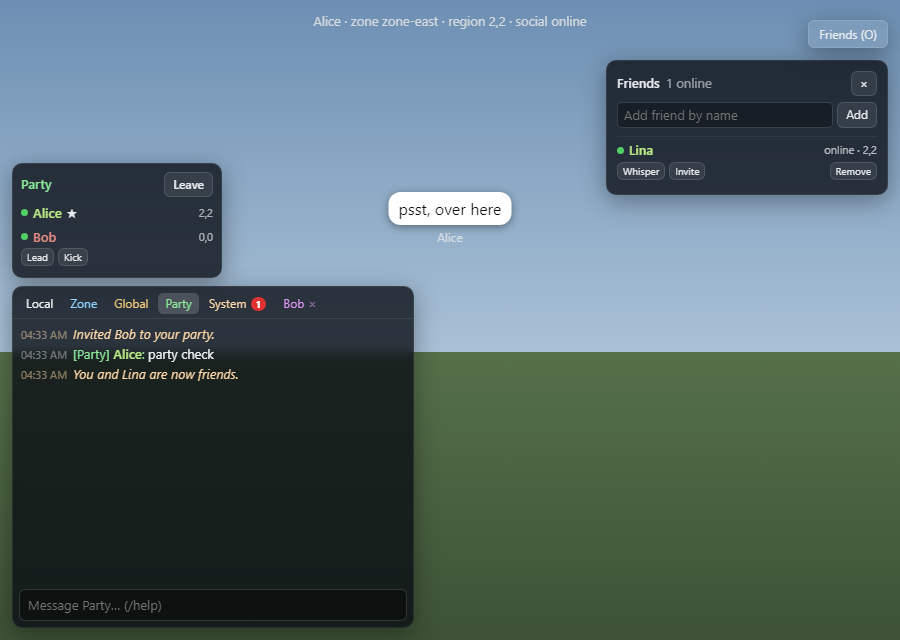 Alice · zone zone-east · region 2,2 · social online
Friends (O)
Friends 1 online ×
Add friend by name Add
Lina online · 2,2
Whisper Invite Remove
Party Leave
Alice ★ 2,2
Bob 0,0
Lead Kick
psst, over here
Alice
Local Zone Global Party System 1 Bob ×
04:33 AM Invited Bob to your party.
04:33 AM [Party] Alice: party check
04:33 AM You and Lina are now friends.
Message Party... (/help)